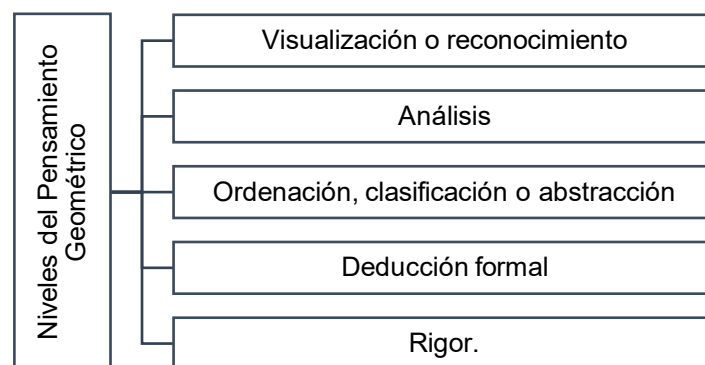 Niveles del Pensamiento
Geométrico
Visualización o reconocimiento
Análisis
Ordenación, clasificación o abstracción
Deducción formal
Rigor.